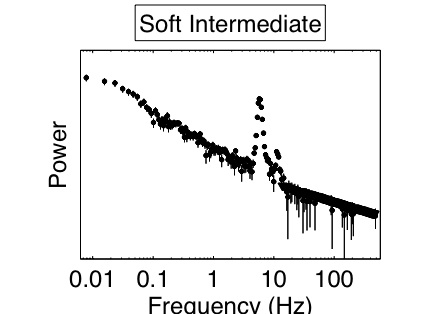 Soft Intermediate
Power
0.01 0.1 1 10 100
Frequency (Hz)